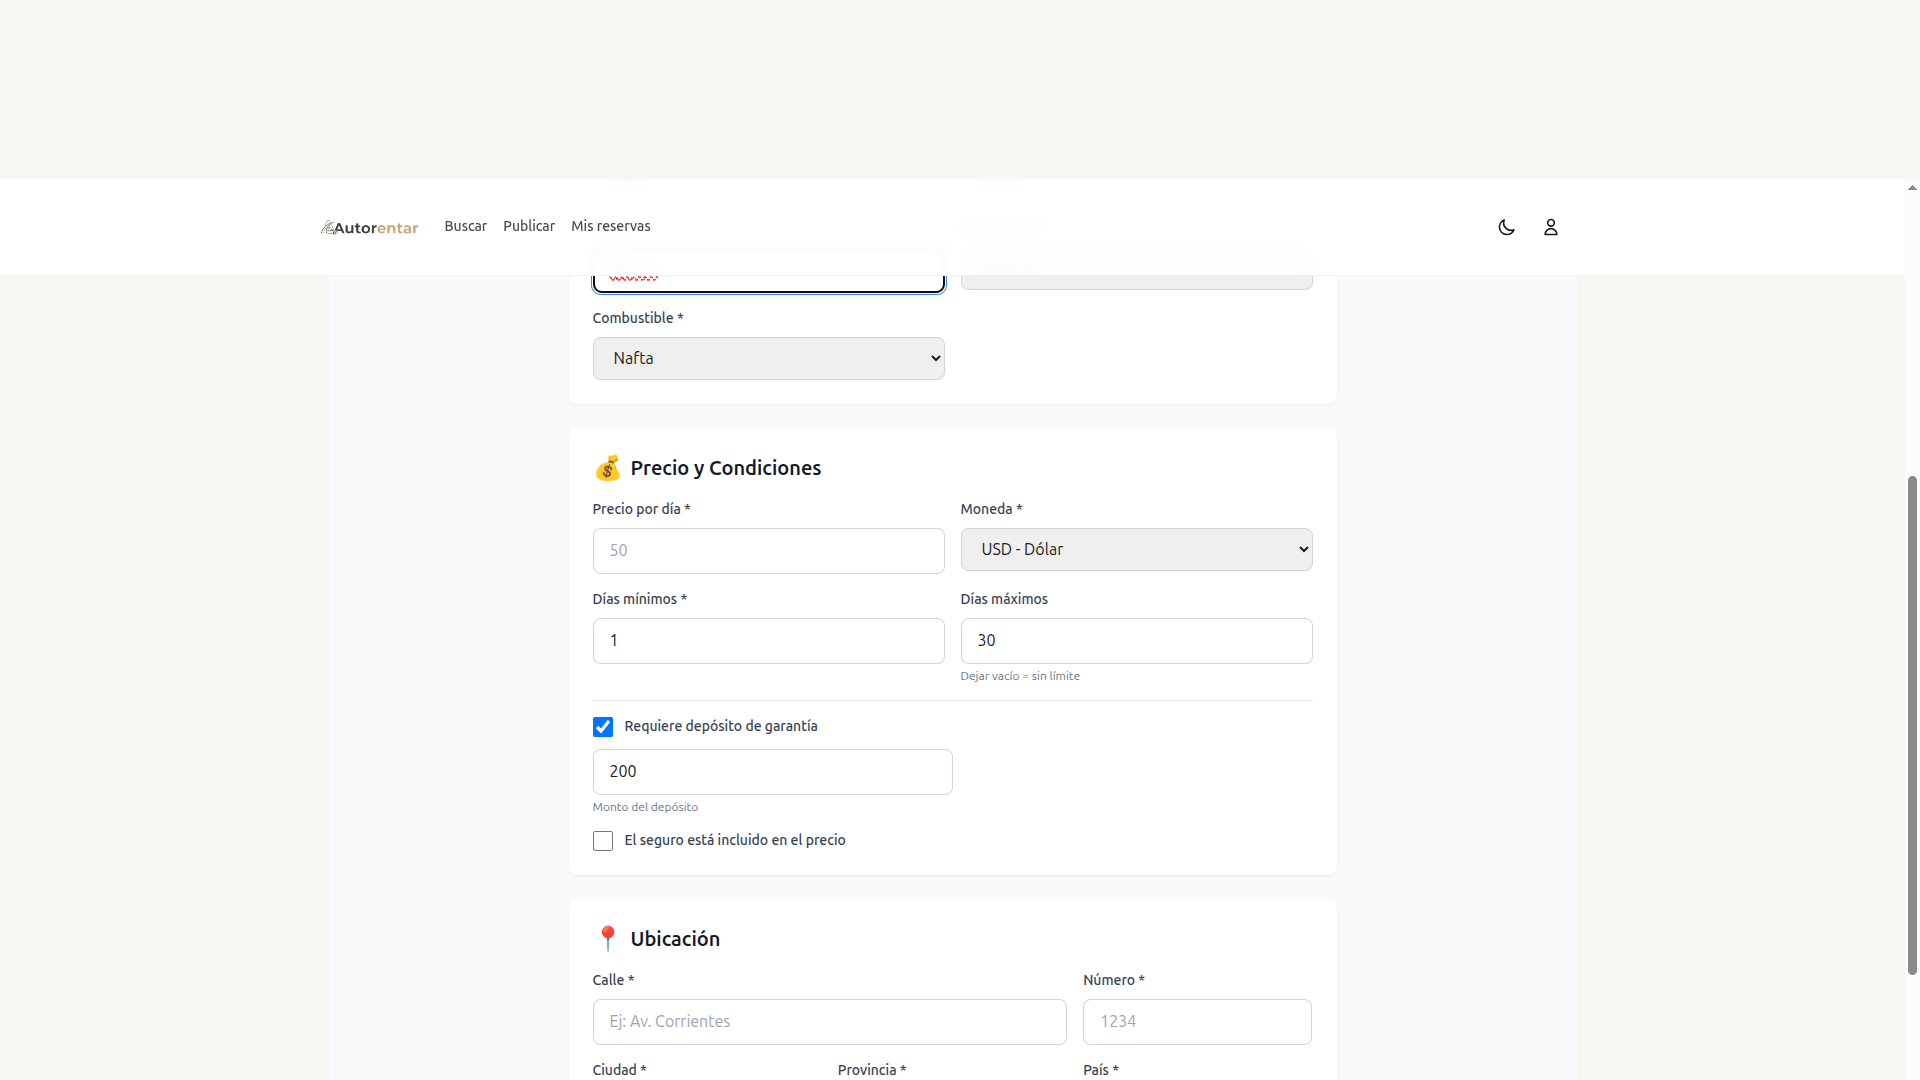 Autorentar
Buscar Publicar Mis reservas
Combustible *
Nafta
💰 Precio y Condiciones
Precio por día * Moneda *
50 USD - Dólar
Días mínimos * Días máximos
1 30
Dejar vacío = sin límite
Requiere depósito de garantía
200
Monto del depósito
El seguro está incluido en el precio
📍 Ubicación
Calle * Número *
Ej: Av. Corrientes 1234
Ciudad * Provincia * País *